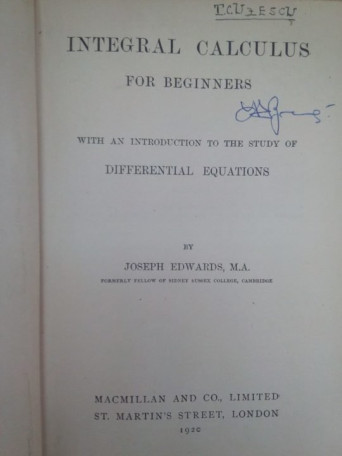 INTEGRAL CALCULUS
FOR BEGINNERS
WITH AN INTRODUCTION TO THE STUDY OF
DIFFERENTIAL EQUATIONS
BY
JOSEPH EDWARDS, M.A.
FORMERLY FELLOW OF SIDNEY SUSSEX COLLEGE, CAMBRIDGE
MACMILLAN AND CO., LIMITED
ST. MARTIN'S STREET, LONDON
1922